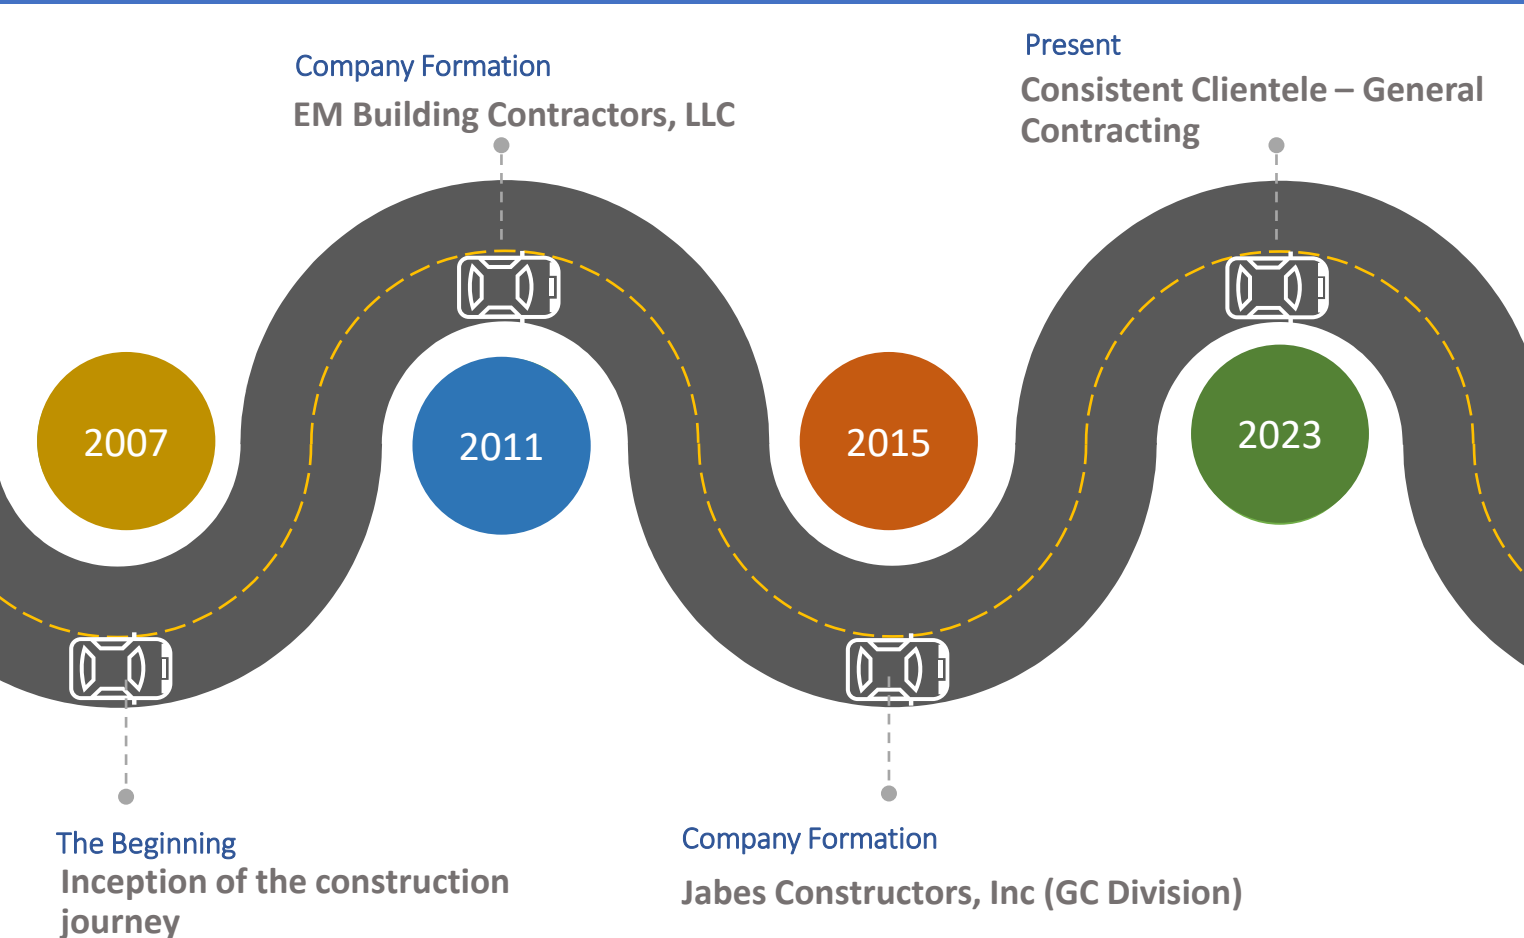 Company Formation
EM Building Contractors, LLC
Present
Consistent Clientele – General
Contracting
2007
2011
2015
2023
The Beginning
Inception of the construction
journey
Company Formation
Jabes Constructors, Inc (GC Division)